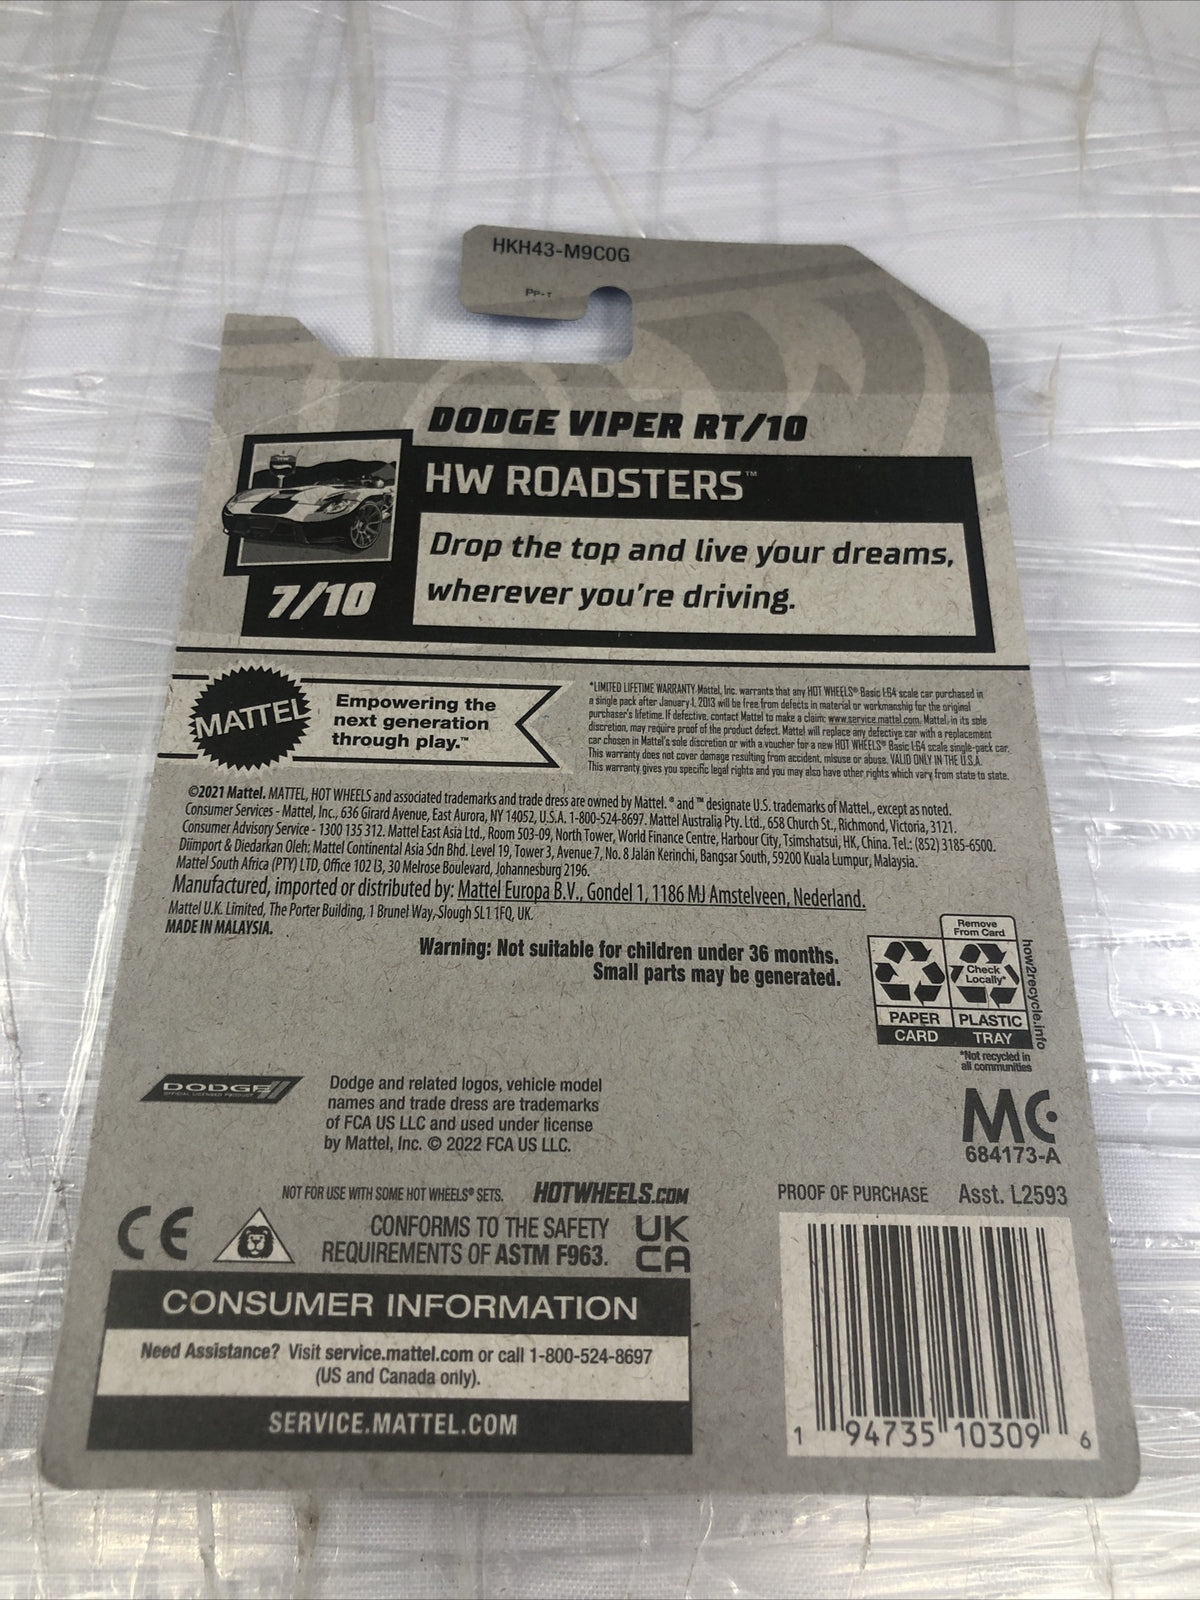 HKH43-M9C0G
PP-T
DODGE VIPER RT/10
HW ROADSTERS™
Drop the top and live your dreams,
wherever you're driving.
7/10
MATTEL
Empowering the
next generation
through play.™
*LIMITED LIFETIME WARRANTY Mattel, Inc. warrants that any HOT WHEELS® Basic 1:64 scale car purchased in
a single pack after January 1, 2013 will be free from defects in material or workmanship for the original
purchaser's lifetime. If defective, contact Mattel to make a claim: www.service.mattel.com. Mattel, in its sole
discretion, may require proof of the product defect. Mattel will replace any defective car with a replacement
car chosen in Mattel's sole discretion or with a voucher for a new HOT WHEELS® Basic 1:64 scale single-pack car.
This warranty does not cover damage resulting from accident, misuse or abuse. VALID ONLY IN THE U.S.A.
This warranty gives you specific legal rights and you may also have other rights which vary from state to state.
©2021 Mattel. MATTEL, HOT WHEELS and associated trademarks and trade dress are owned by Mattel. ® and ™ designate U.S. trademarks of Mattel, except as noted.
Consumer Services - Mattel, Inc., 636 Girard Avenue, East Aurora, NY 14052, U.S.A. 1-800-524-8697. Mattel Australia Pty. Ltd., 658 Church St., Richmond, Victoria, 3121.
Consumer Advisory Service - 1300 135 312. Mattel East Asia Ltd., Room 503-09, North Tower, World Finance Centre, Harbour City, Tsimshatsui, HK, China. Tel.: (852) 3185-6500.
Diimport & Diedarkan Oleh: Mattel Continental Asia Sdn Bhd. Level 19, Tower 3, Avenue 7, No. 8 Jalan Kerinchi, Bangsar South, 59200 Kuala Lumpur, Malaysia.
Mattel South Africa (PTY) LTD, Office 102 I3, 30 Melrose Boulevard, Johannesburg 2196.
Manufactured, imported or distributed by: Mattel Europa B.V., Gondel 1, 1186 MJ Amstelveen, Nederland.
Mattel U.K. Limited, The Porter Building, 1 Brunel Way, Slough SL1 1FQ, UK.
MADE IN MALAYSIA.
Warning: Not suitable for children under 36 months.
Small parts may be generated.
Remove
From Card
Check
Locally*
PAPER
PLASTIC
CARD
TRAY
how2recycle.info
*Not recycled in
all communities
DODGE
OFFICIAL LICENSED PRODUCT
Dodge and related logos, vehicle model
names and trade dress are trademarks
of FCA US LLC and used under license
by Mattel, Inc. © 2022 FCA US LLC.
MC
684173-A
NOT FOR USE WITH SOME HOT WHEELS® SETS.
HOTWHEELS.COM
PROOF OF PURCHASE Asst. L2593
CE
CONFORMS TO THE SAFETY
REQUIREMENTS OF ASTM F963.
UK
CA
CONSUMER INFORMATION
Need Assistance? Visit service.mattel.com or call 1-800-524-8697
(US and Canada only).
SERVICE.MATTEL.COM
1 94735 10309 6